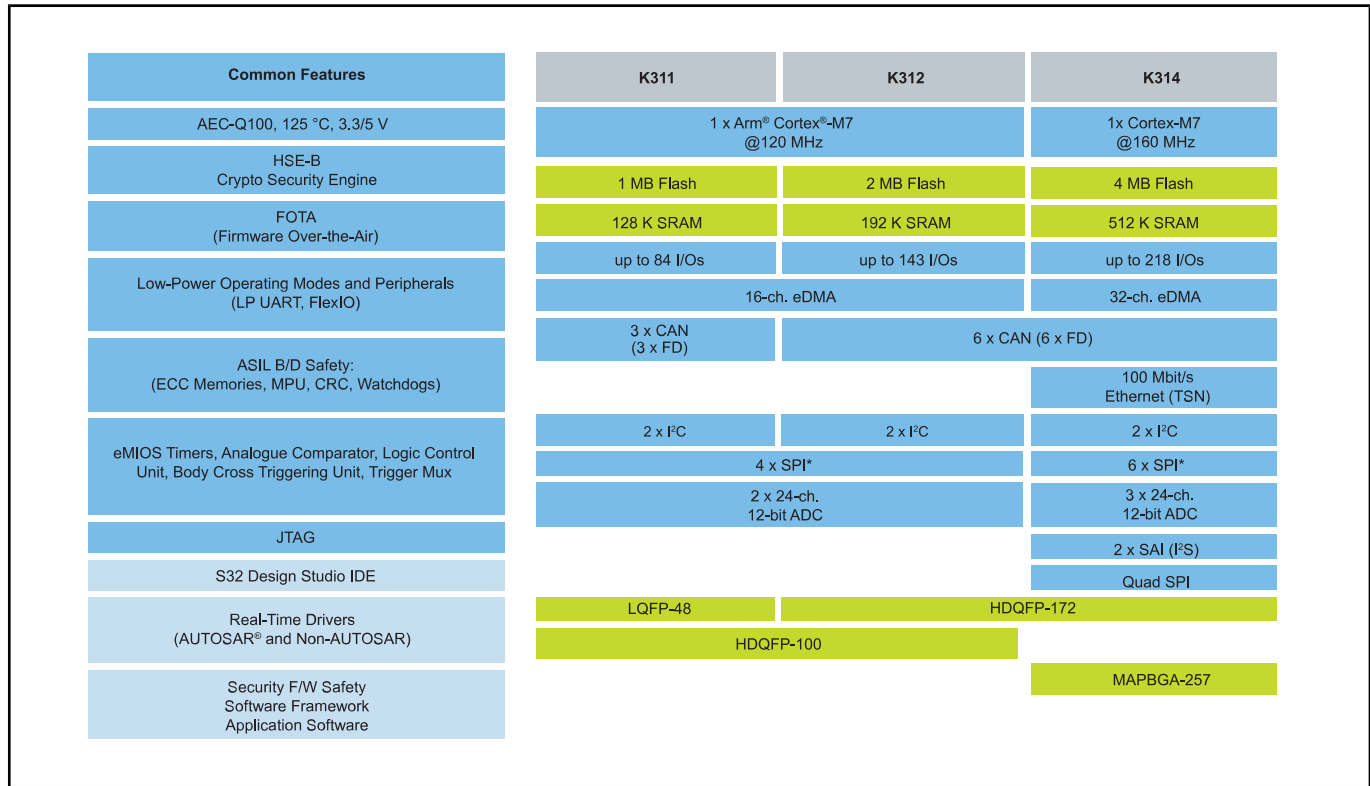 Common Features
AEC-Q100, 125 °C, 3.3/5 V
HSE-B
Crypto Security Engine
FOTA
(Firmware Over-the-Air)
Low-Power Operating Modes and Peripherals
(LP UART, FlexIO)
ASIL B/D Safety:
(ECC Memories, MPU, CRC, Watchdogs)
eMIOS Timers, Analogue Comparator, Logic Control
Unit, Body Cross Triggering Unit, Trigger Mux
JTAG
S32 Design Studio IDE
Real-Time Drivers
(AUTOSAR® and Non-AUTOSAR)
Security F/W Safety
Software Framework
Application Software
K311 K312 K314
1 x Arm® Cortex®-M7
@120 MHz
1x Cortex-M7
@160 MHz
1 MB Flash 2 MB Flash 4 MB Flash
128 K SRAM 192 K SRAM 512 K SRAM
up to 84 I/Os up to 143 I/Os up to 218 I/Os
16-ch. eDMA 32-ch. eDMA
3 x CAN
(3 x FD)
6 x CAN (6 x FD)
100 Mbit/s
Ethernet (TSN)
2 x I²C 2 x I²C 2 x I²C
4 x SPI* 6 x SPI*
2 x 24-ch.
12-bit ADC
3 x 24-ch.
12-bit ADC
2 x SAI (I²S)
Quad SPI
LQFP-48 HDQFP-172
HDQFP-100
MAPBGA-257